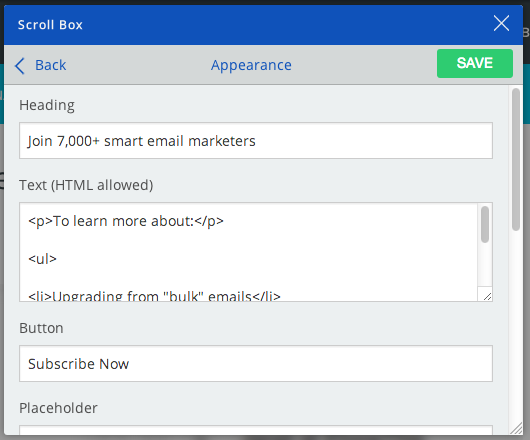 Scroll Box
Back
Appearance
SAVE
Heading
Join 7,000+ smart email marketers
Text (HTML allowed)
<p>To learn more about:</p>
<ul>
<li>Upgrading from "bulk" emails</li>
Button
Subscribe Now
Placeholder